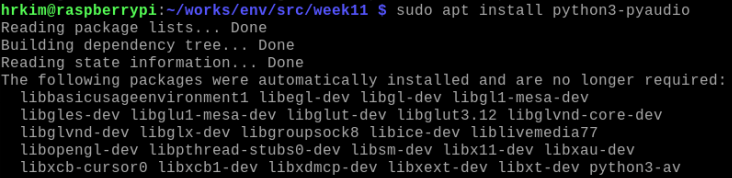 hrkim@raspberrypi:~/works/env/src/week11 $ sudo apt install python3-pyaudio
Reading package lists... Done
Building dependency tree... Done
Reading state information... Done
The following packages were automatically installed and are no longer required:
  libbasicusageenvironment1 libegl-dev libgl-dev libgl1-mesa-dev
  libgles-dev libglu1-mesa-dev libglut-dev libglut3.12 libglvnd-core-dev
  libglvnd-dev libglx-dev libgroupsock8 libice-dev liblivemedia77
  libopengl-dev libpthread-stubs0-dev libsm-dev libx11-dev libxau-dev
  libxcb-cursor0 libxcb1-dev libxdmcp-dev libxext-dev libxt-dev python3-av